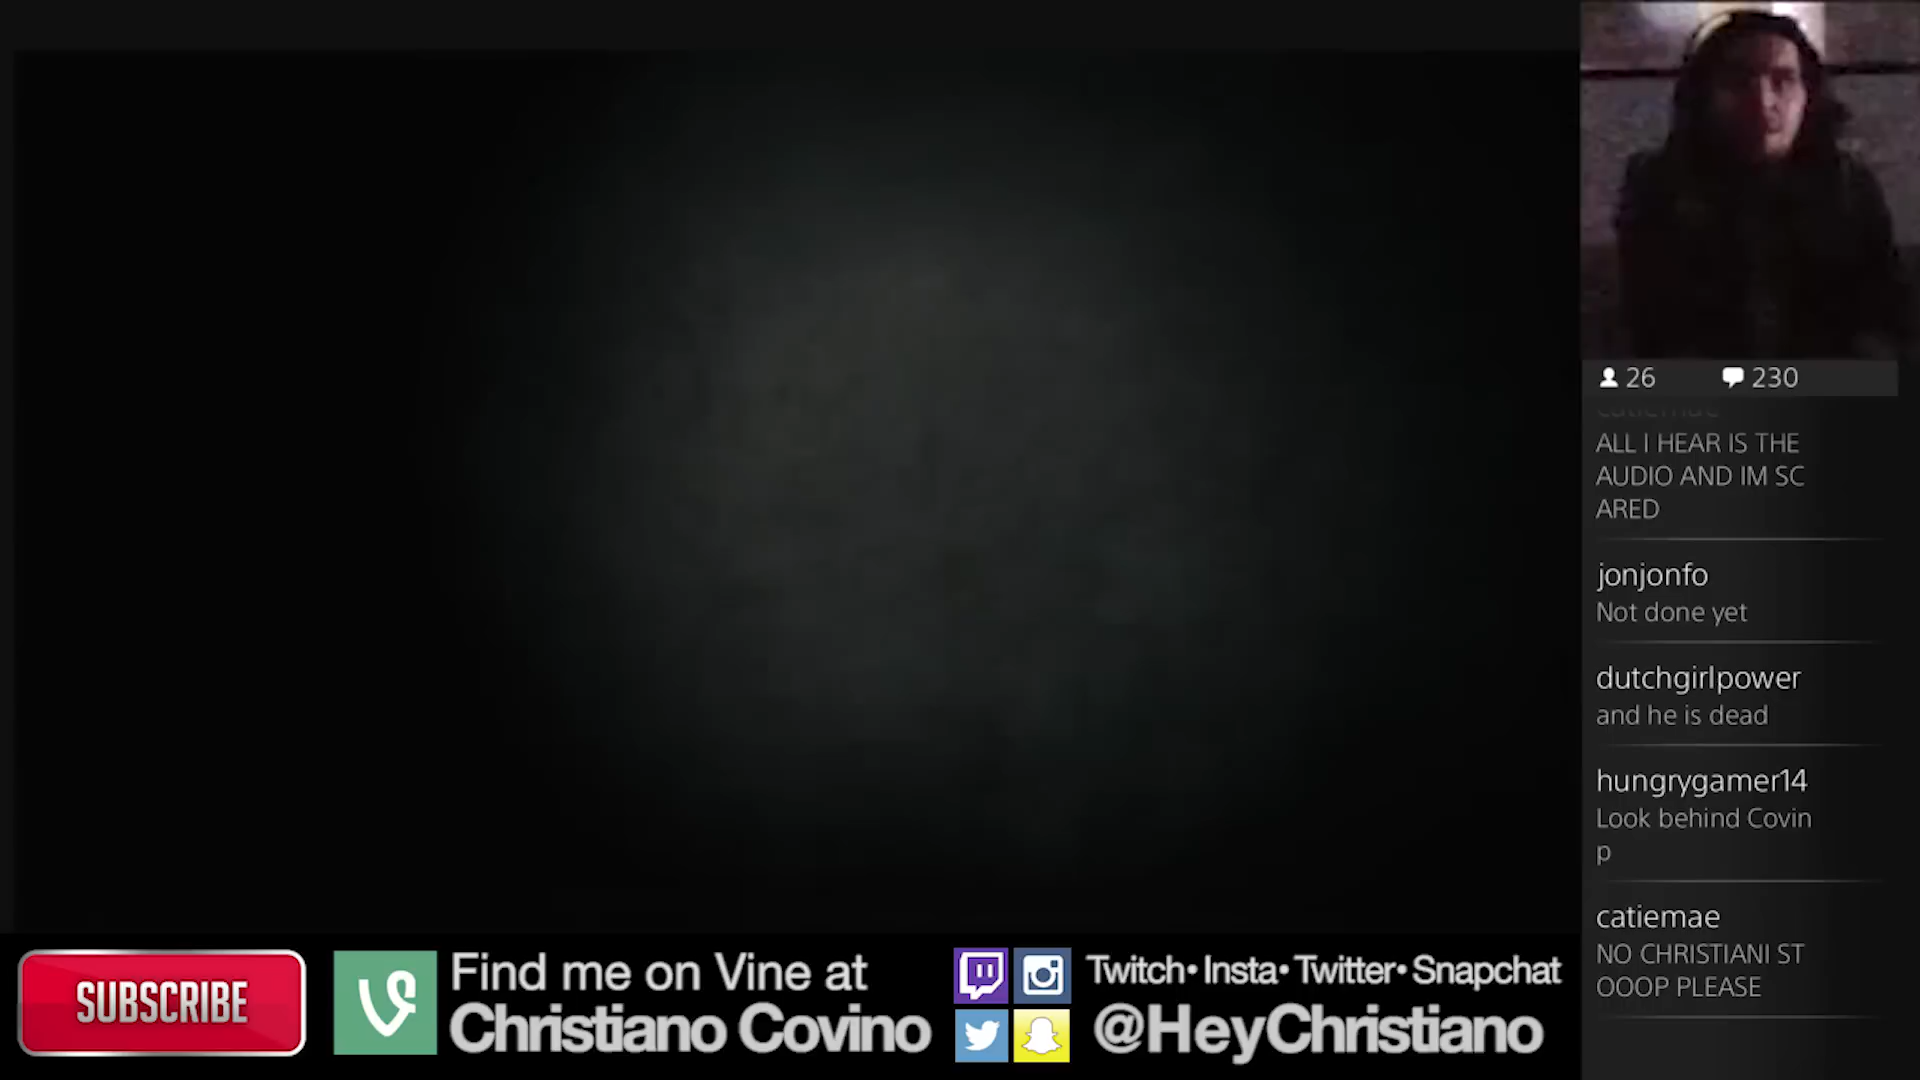 26 230
catiemae
ALL I HEAR IS THE
AUDIO AND IM SC
ARED
jonjonfo
Not done yet
dutchgirlpower
and he is dead
hungrygamer14
Look behind Covin
p
catiemae
NO CHRISTIANI ST
OOOP PLEASE
SUBSCRIBE
Find me on Vine at
Christiano Covino
Twitch• Insta• Twitter• Snapchat
@HeyChristiano